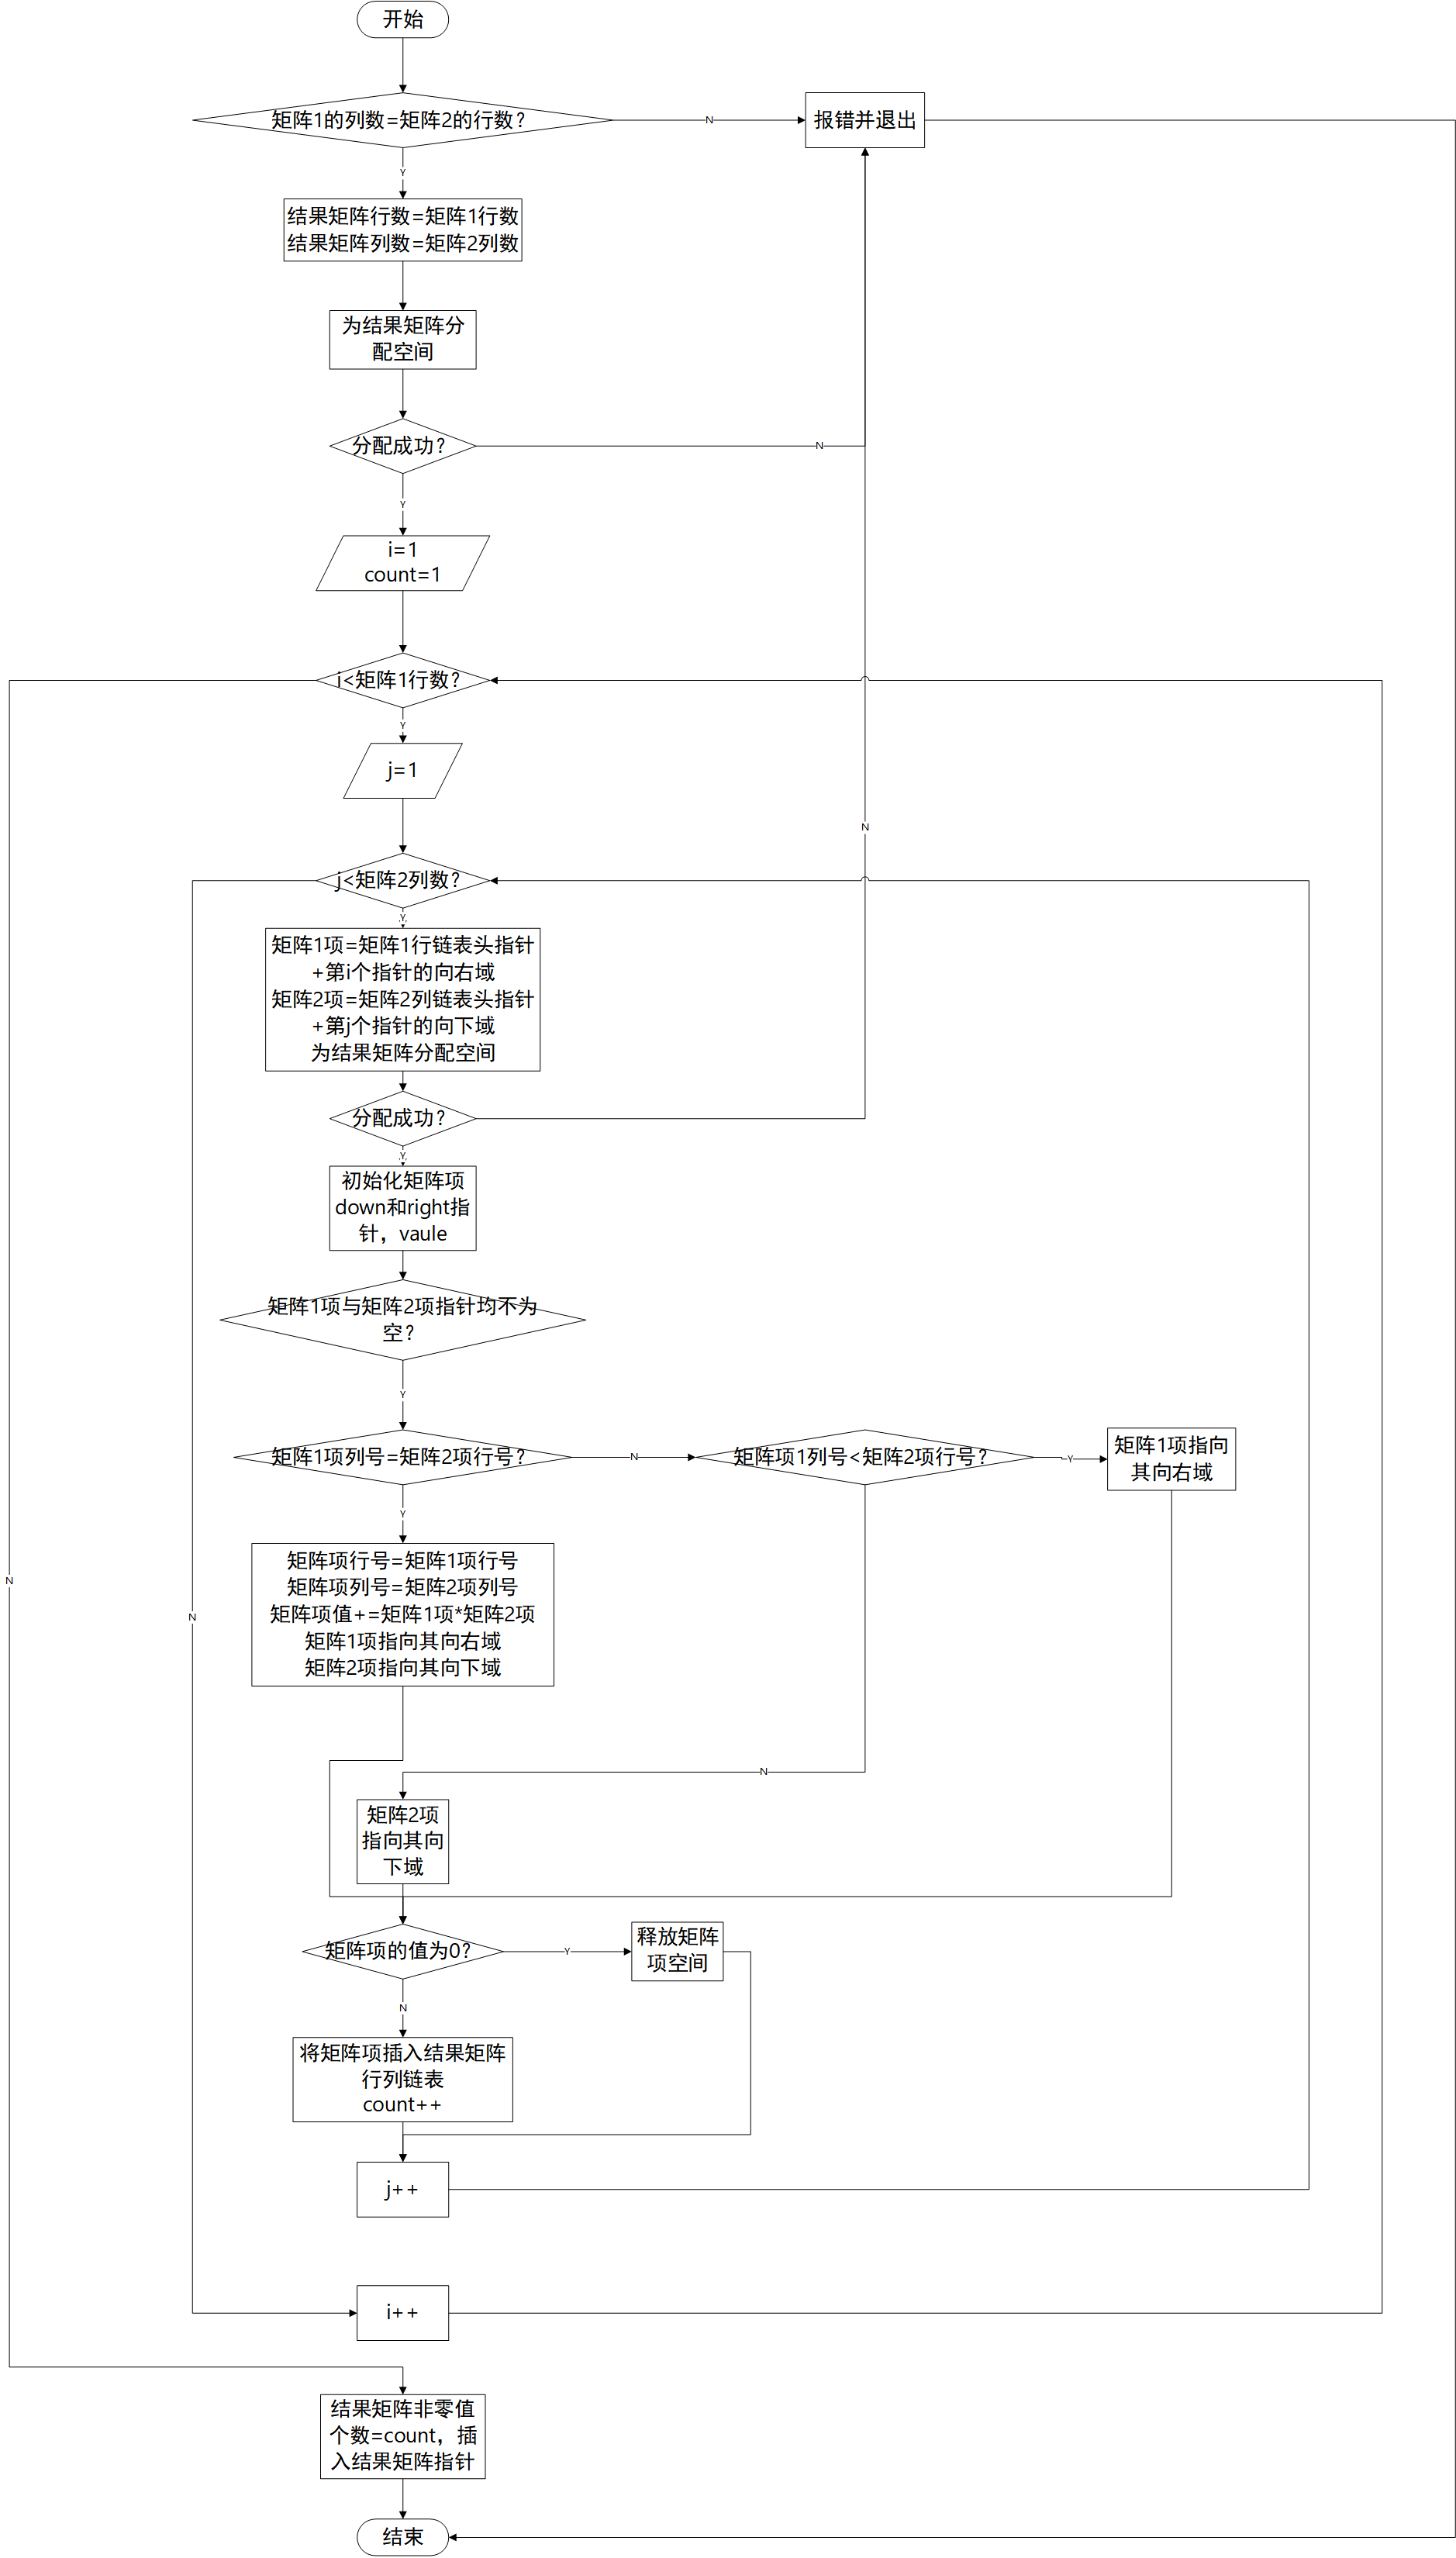 开始
矩阵1的列数=矩阵2的行数?
N
报错并退出
Y
结果矩阵行数=矩阵1行数
结果矩阵列数=矩阵2列数
为结果矩阵分
配空间
分配成功?
N
Y
i=1
count=1
i<矩阵1行数?
Y
j=1
N
j<矩阵2列数?
Y
矩阵1项=矩阵1行链表头指针
+第i个指针的向右域
矩阵2项=矩阵2列链表头指针
+第j个指针的向下域
为结果矩阵分配空间
分配成功?
Y
初始化矩阵项
down和right指
针，vaule
矩阵1项与矩阵2项指针均不为
空?
Y
矩阵1项列号=矩阵2项行号?
N
矩阵项1列号<矩阵2项行号?
Y
矩阵1项指向
其向右域
Y
矩阵项行号=矩阵1项行号
矩阵项列号=矩阵2项列号
矩阵项值+=矩阵1项*矩阵2项
矩阵1项指向其向右域
矩阵2项指向其向下域
N
N
N
矩阵2项
指向其向
下域
矩阵项的值为0?
Y
释放矩阵
项空间
N
将矩阵项插入结果矩阵
行列链表
count++
j++
i++
结果矩阵非零值
个数=count，插
入结果矩阵指针
结束